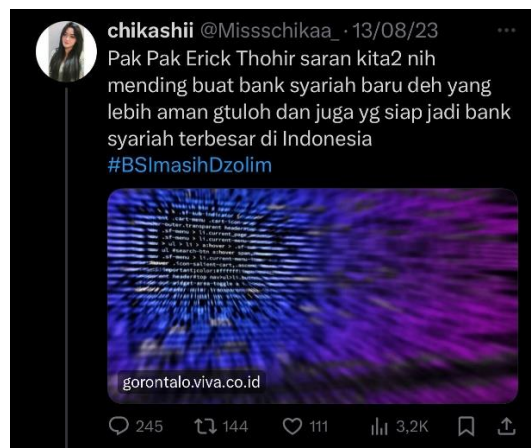 chikashii @Missschikaa_ · 13/08/23
Pak Pak Erick Thohir saran kita2 nih
mending buat bank syariah baru deh yang
lebih aman gtuloh dan juga yg siap jadi bank
syariah terbesar di Indonesia
#BSImasihDzolim
gorontalo.viva.co.id
245 144 111 3,2K